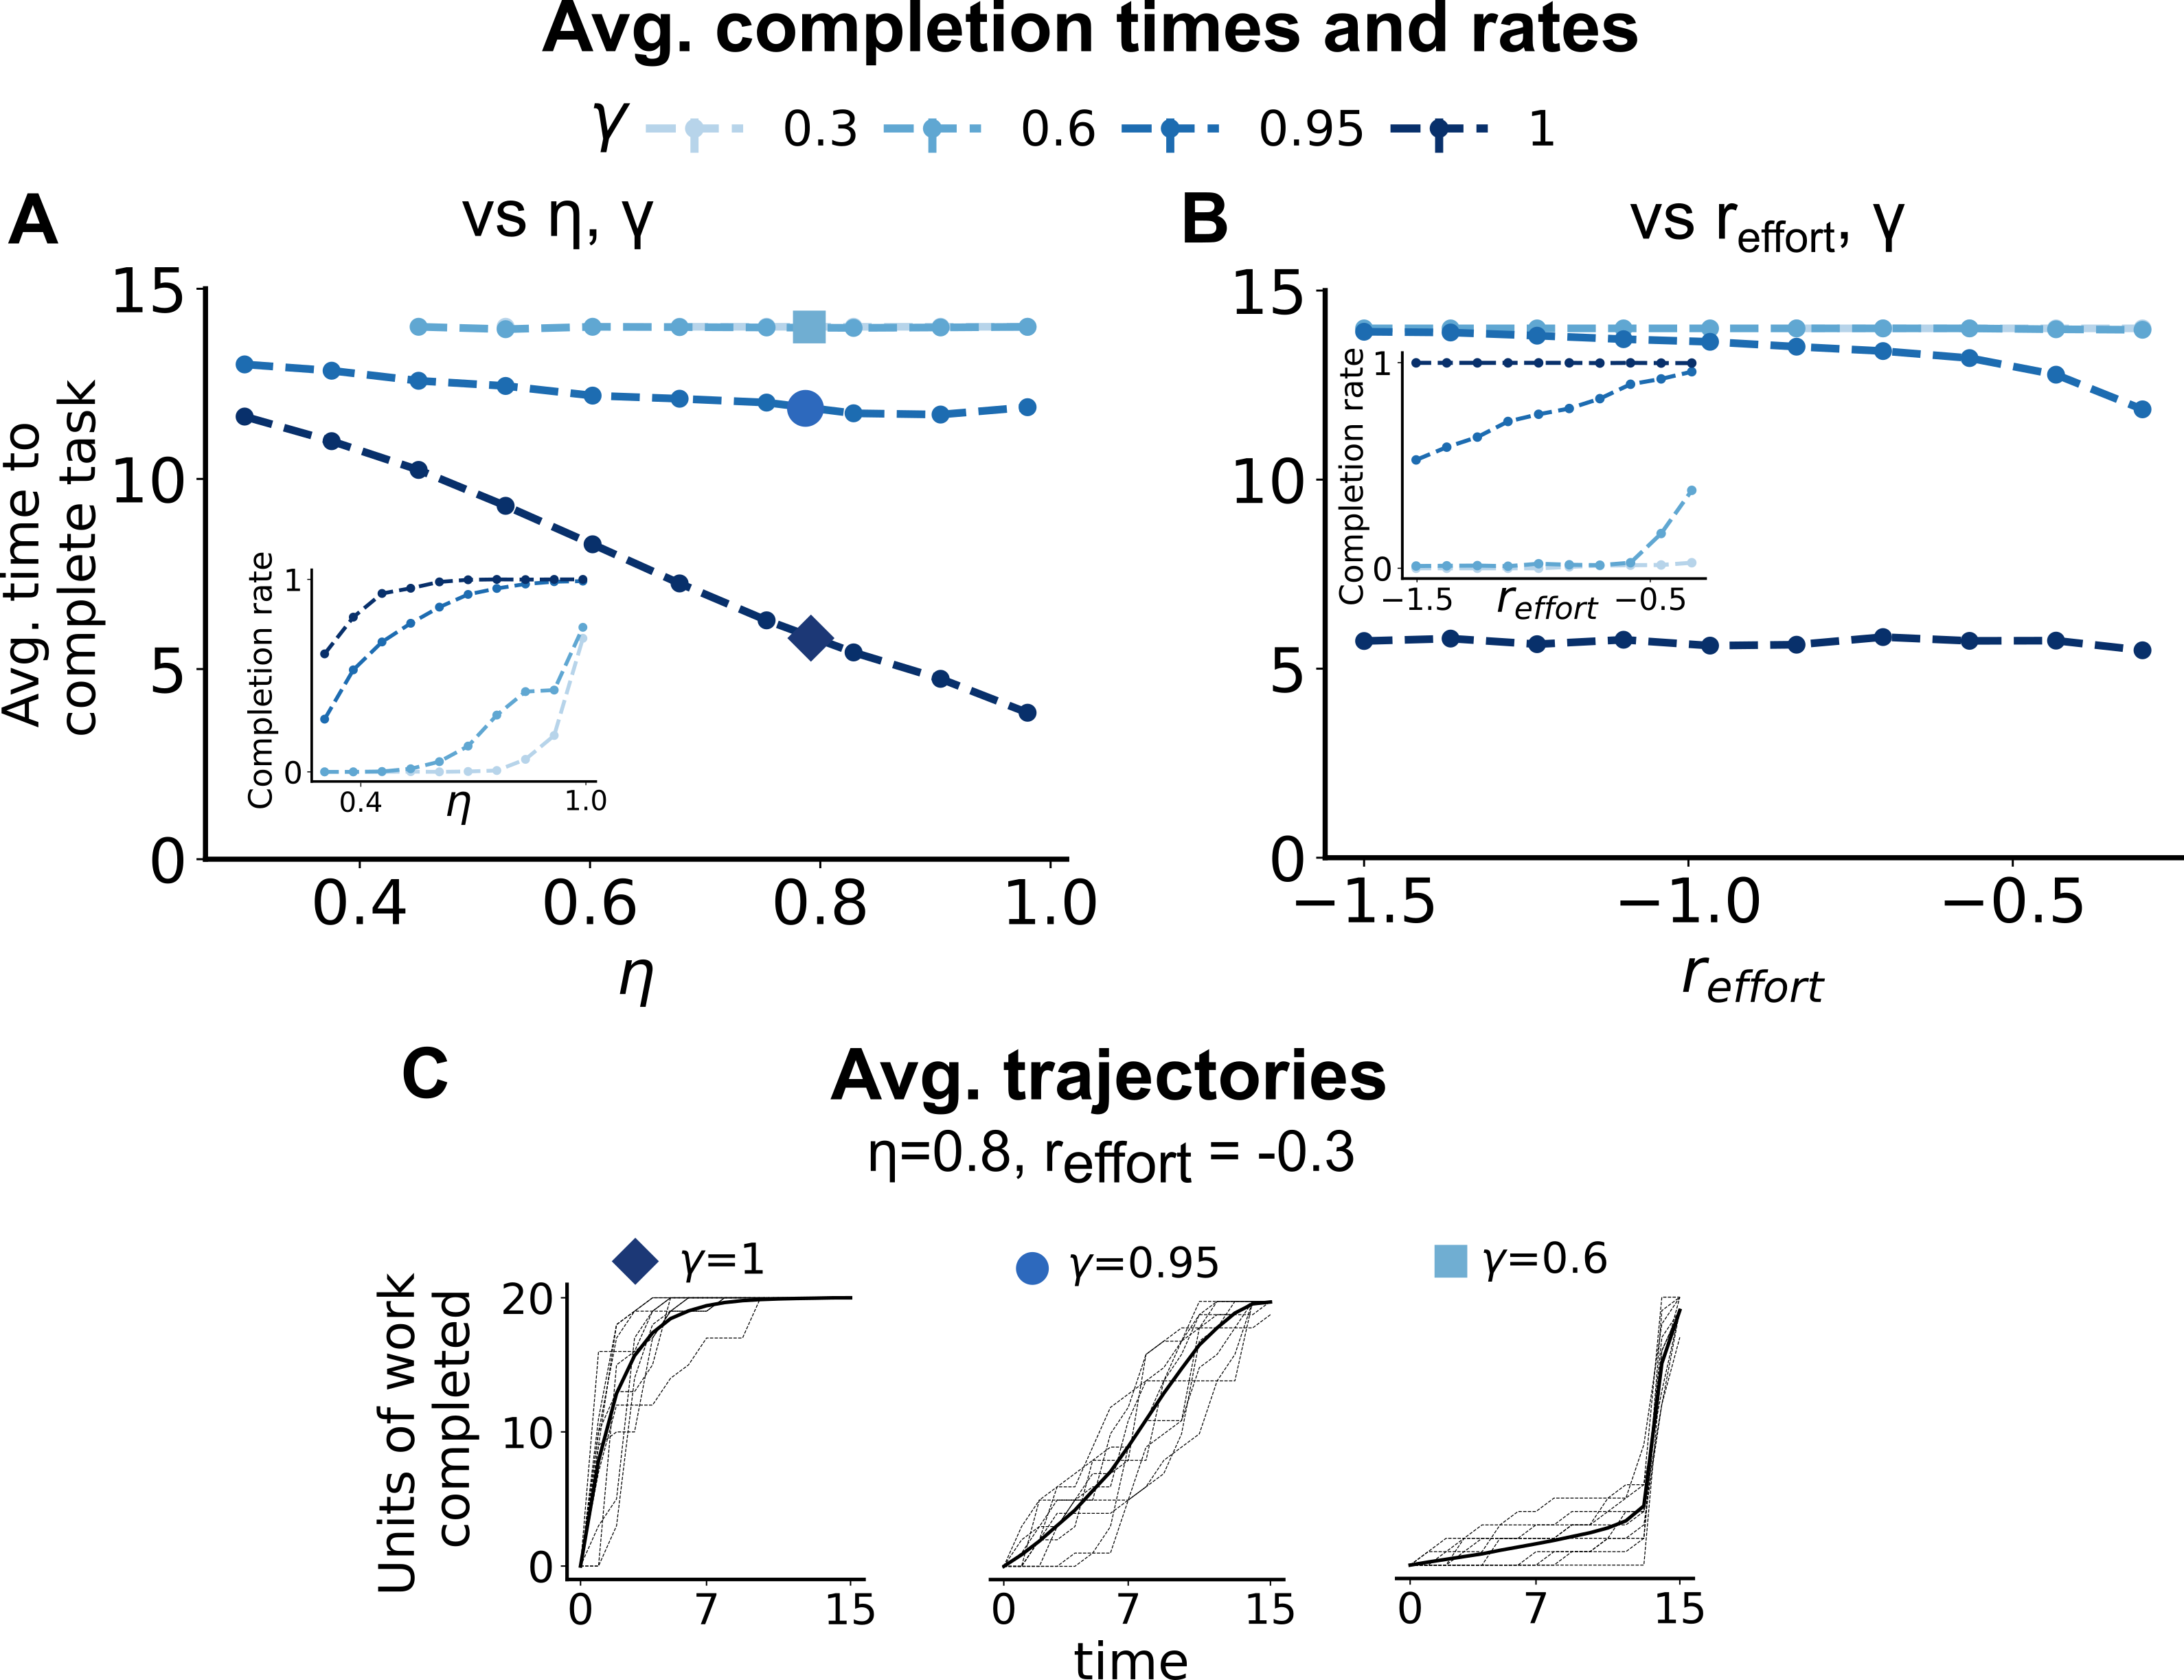 Avg. completion times and rates
γ 0.3 0.6 0.95 1
A vs η, γ
Avg. time to
complete task
15
10
5
0
0.4 0.6 0.8 1.0
η
Completion rate
1
0
0.4 1.0
η
B vs reffort, γ
15
10
5
0
−1.5 −1.0 −0.5
reffort
Completion rate
1
0
−1.5 −0.5
reffort
C Avg. trajectories
η=0.8, reffort = -0.3
γ=1 γ=0.95 γ=0.6
Units of work
completed
20
10
0
0 7 15
0 7 15
0 7 15
time